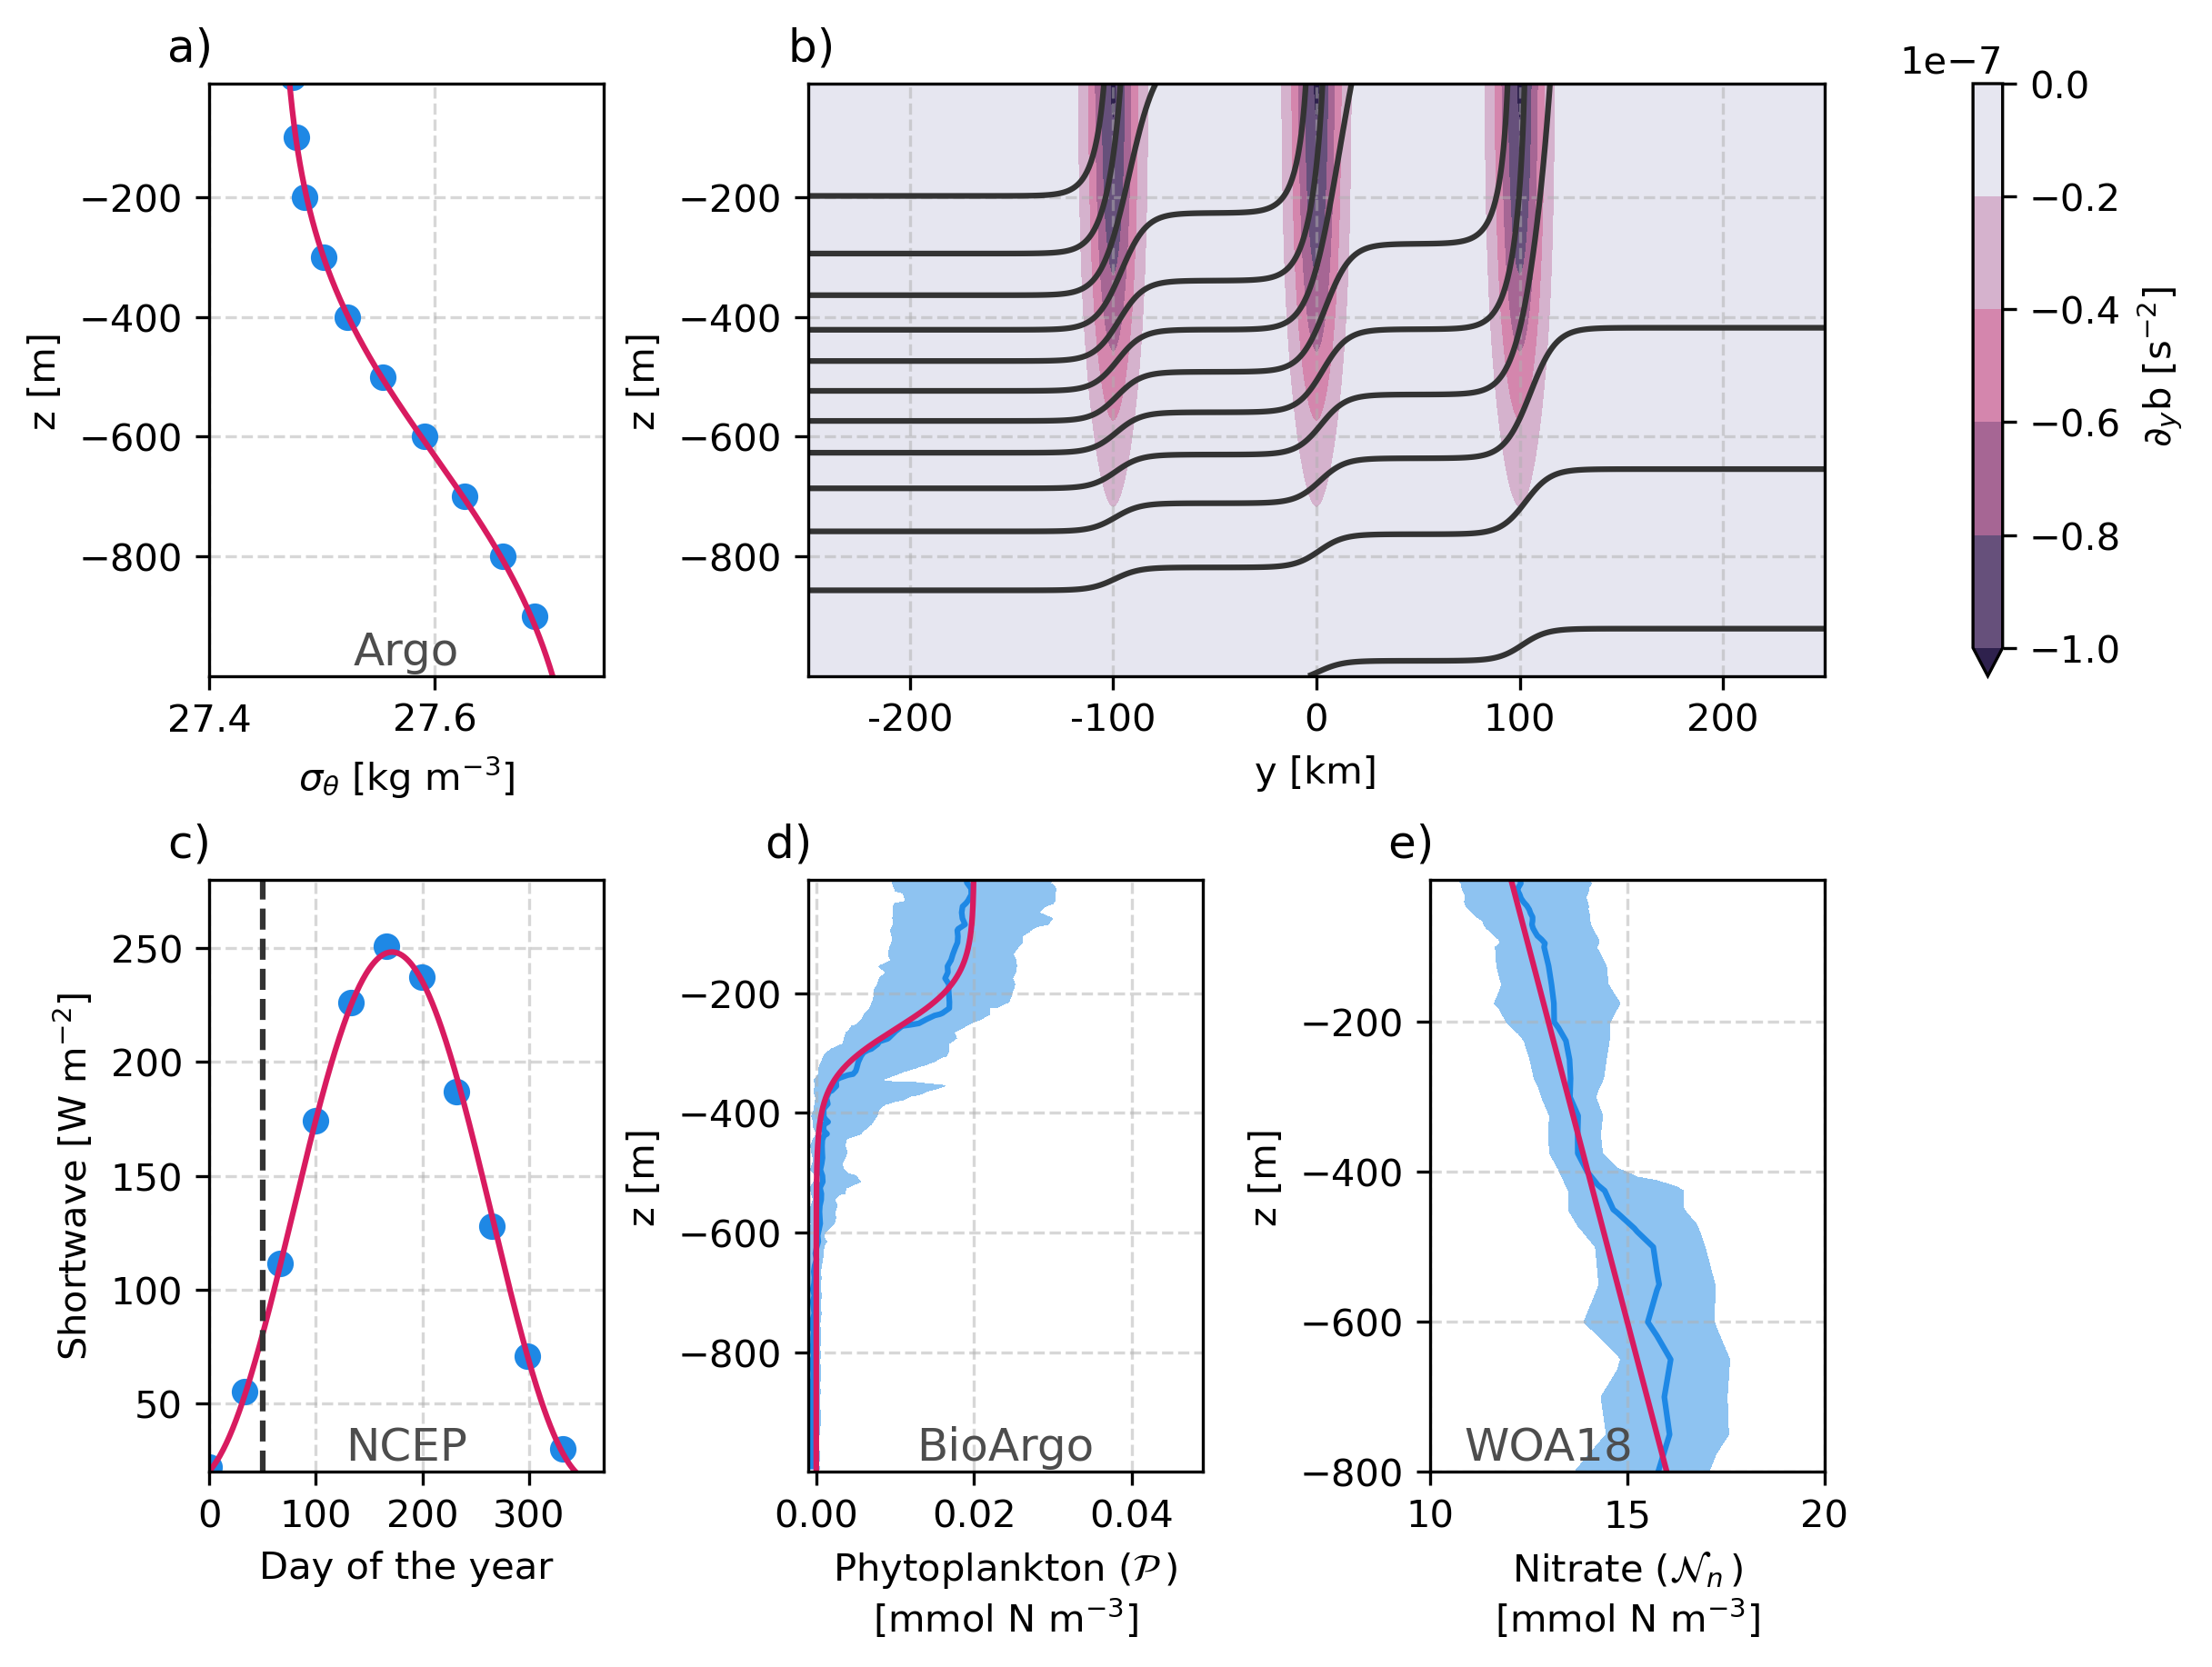 a)
−200
−400
−600
−800
z [m]
Argo
27.4 27.6
σθ [kg m−3]
b)
−200
−400
−600
−800
z [m]
-200 -100 0 100 200
y [km]
1e−7
0.0
−0.2
−0.4
−0.6
−0.8
−1.0
∂yb [s−2]
c)
250
200
150
100
50
Shortwave [W m−2]
NCEP
0 100 200 300
Day of the year
d)
−200
−400
−600
−800
z [m]
BioArgo
0.00 0.02 0.04
Phytoplankton (𝒫)
[mmol N m−3]
e)
−200
−400
−600
−800
z [m]
WOA18
10 15 20
Nitrate (𝒩n)
[mmol N m−3]